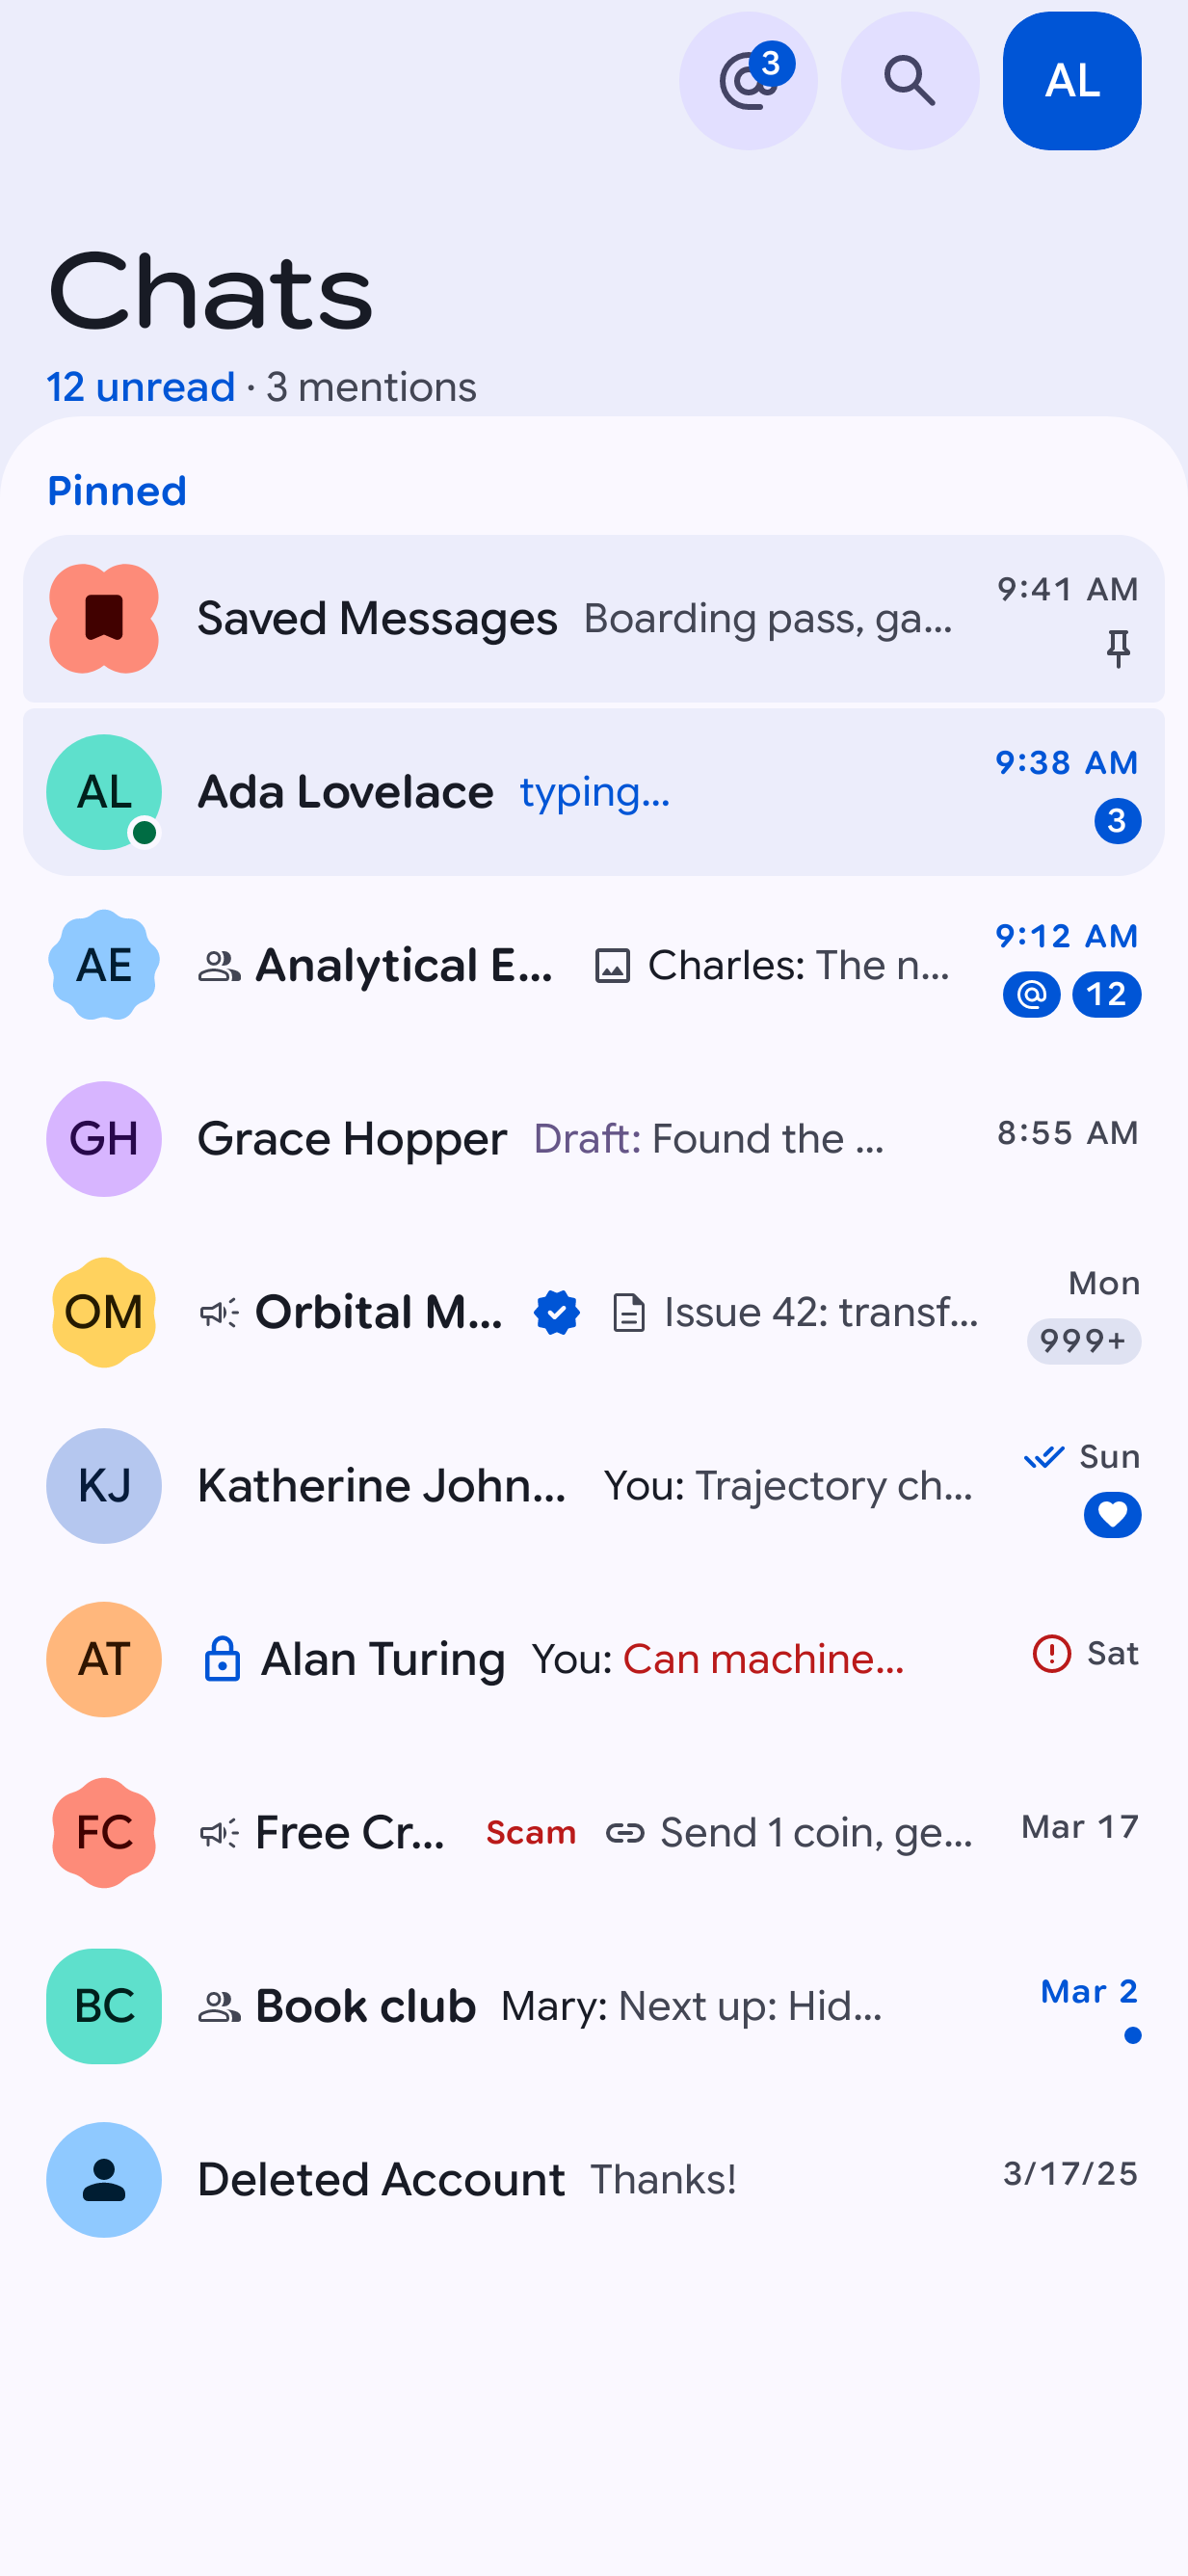 3
AL
Chats
12 unread · 3 mentions
Pinned
Saved Messages Boarding pass, ga... 9:41 AM
AL Ada Lovelace typing... 9:38 AM
3
AE Analytical E... Charles: The n... 9:12 AM
@ 12
GH Grace Hopper Draft: Found the ... 8:55 AM
OM Orbital M... Issue 42: transf... Mon
999+
KJ Katherine John... You: Trajectory ch... Sun
AT Alan Turing You: Can machine... Sat
FC Free Cr... Scam Send 1 coin, ge... Mar 17
BC Book club Mary: Next up: Hid... Mar 2
Deleted Account Thanks! 3/17/25